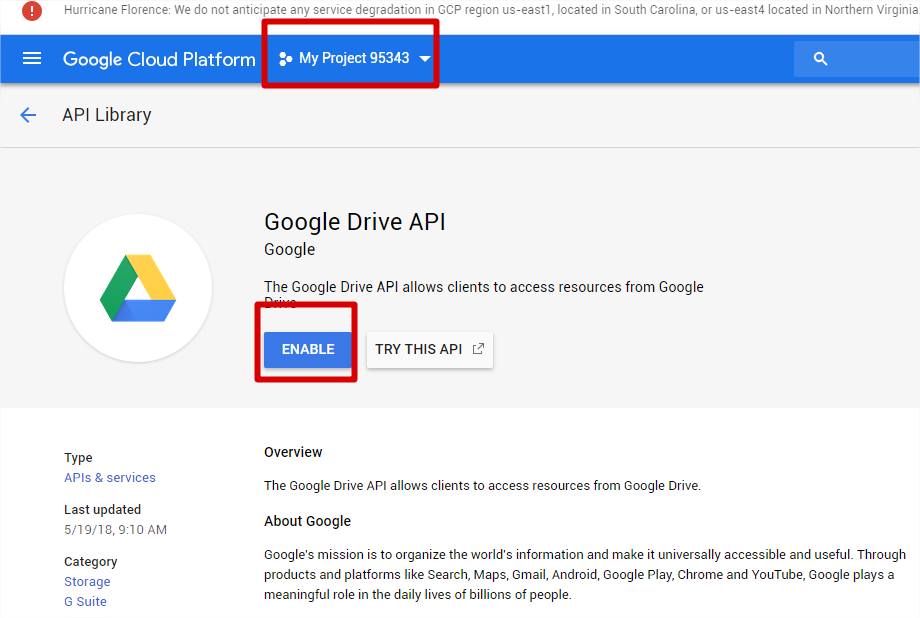 Hurricane Florence: We do not anticipate any service degradation in GCP region us-east1, located in South Carolina, or us-east4 located in Northern Virginia
Google Cloud Platform
My Project 95343
API Library
Google Drive API
Google
The Google Drive API allows clients to access resources from Google
Drive.
ENABLE
TRY THIS API
Type
APIs & services
Last updated
5/19/18, 9:10 AM
Category
Storage
G Suite
Overview
The Google Drive API allows clients to access resources from Google Drive.
About Google
Google's mission is to organize the world's information and make it universally accessible and useful. Through
products and platforms like Search, Maps, Gmail, Android, Google Play, Chrome and YouTube, Google plays a
meaningful role in the daily lives of billions of people.